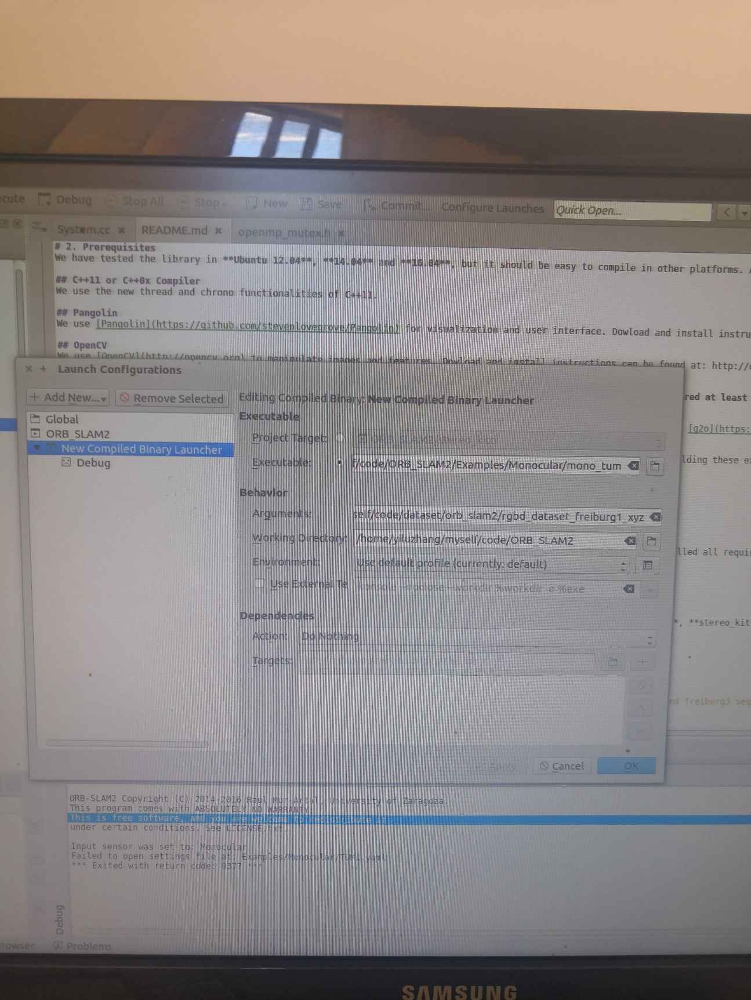 Debug Stop All Stop New Save Commit... Configure Launches Quick Open...
System.cc README.md openmp_mutex.h
# 2. Prerequisites
We have tested the library in **Ubuntu 12.04**, **14.04** and **16.04**, but it should be easy to compile in other platforms.
## C++11 or C++0x Compiler
We use the new thread and chrono functionalities of C++11.
## Pangolin
We use [Pangolin](https://github.com/stevenlovegrove/Pangolin) for visualization and user interface. Dowload and install instru
## OpenCV
We use [OpenCV](http://opencv.org) to manipulate images and features. Dowload and install instructions can be found at: http://
Launch Configurations
Add New... Remove Selected
Global
ORB_SLAM2
New Compiled Binary Launcher
Debug
Editing Compiled Binary: New Compiled Binary Launcher
Executable
Project Target:
Executable: f/code/ORB_SLAM2/Examples/Monocular/mono_tum
Behavior
Arguments: self/code/dataset/orb_slam2/rgbd_dataset_freiburg1_xyz
Working Directory: /home/yiluzhang/myself/code/ORB_SLAM2
Environment: Use default profile (currently: default)
Use External Te konsole --noclose --workdir %workdir -e %exe
Dependencies
Action: Do Nothing
Targets:
Apply Cancel OK
red at least
[g2o](https:
lding these ex
lled all requi
*, **stereo_kit
nd freiburg3 seq
ORB-SLAM2 Copyright (C) 2014-2016 Raul Mur-Artal, University of Zaragoza.
This program comes with ABSOLUTELY NO WARRANTY;
This is free software, and you are welcome to redistribute it
under certain conditions. See LICENSE.txt.
Input sensor was set to: Monocular
Failed to open settings file at: Examples/Monocular/TUM1.yaml
*** Exited with return code: 0377 ***
Debug
rowser Problems
SAMSUNG